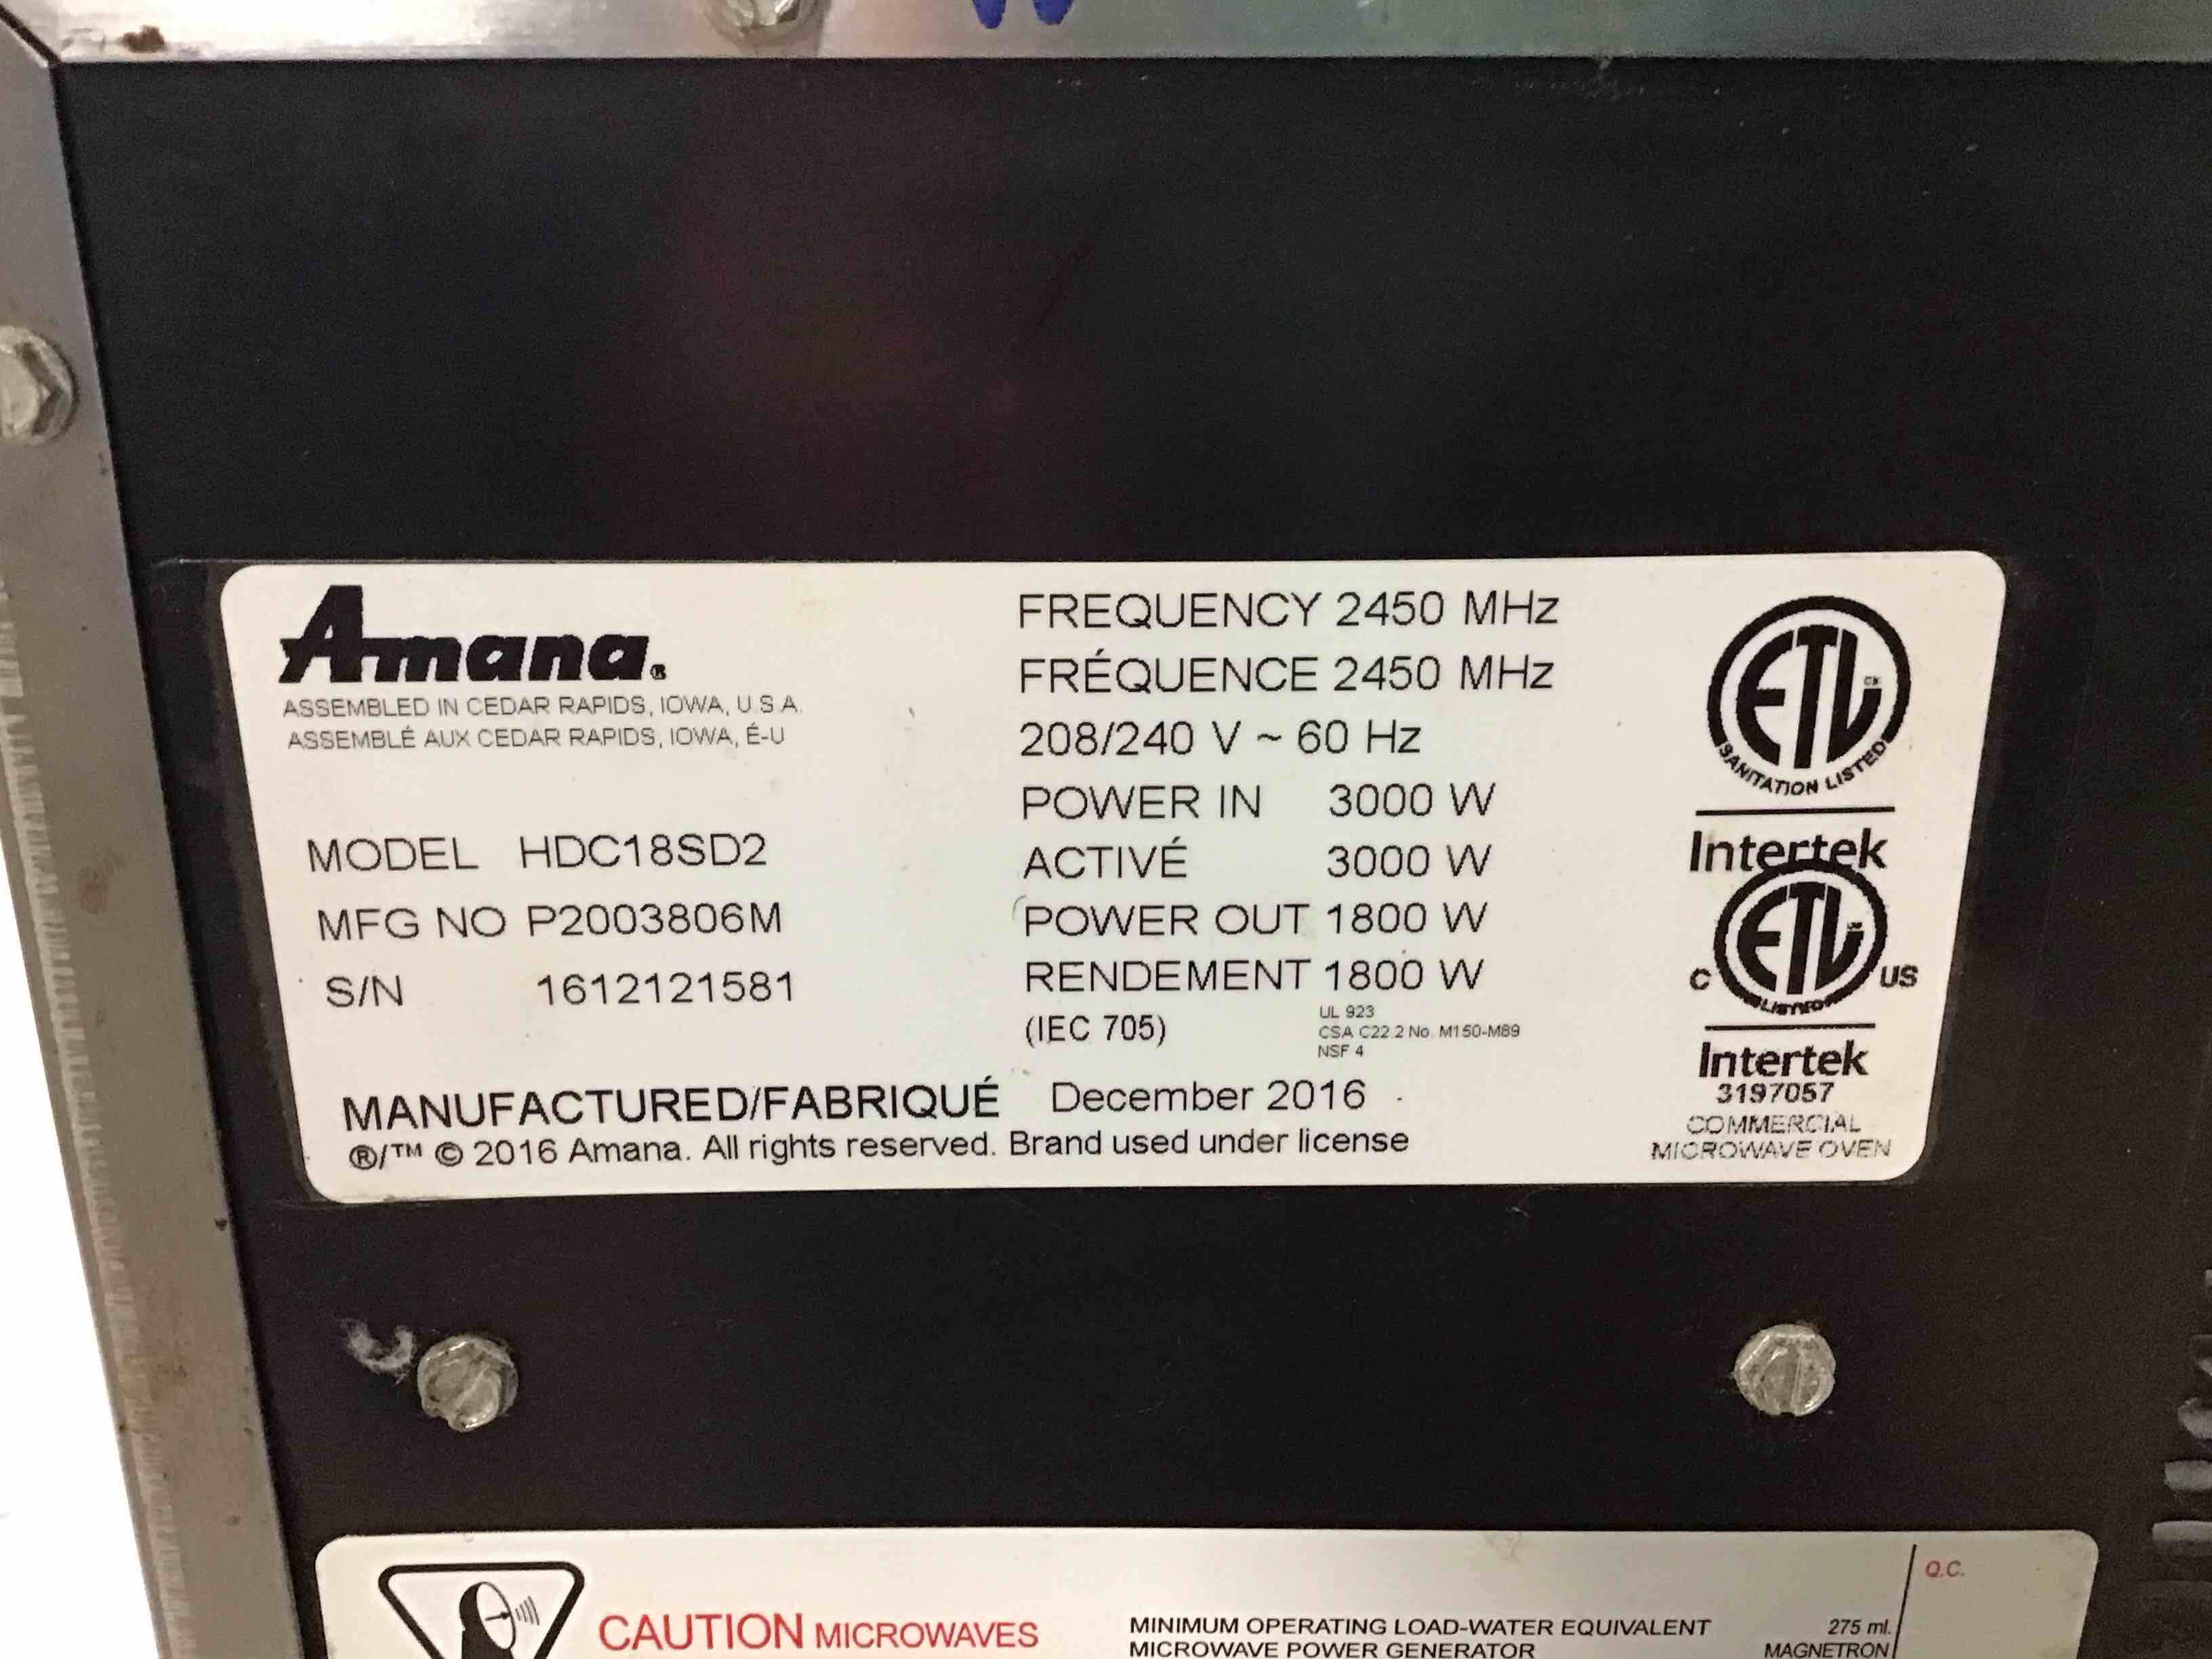 Amana®
ASSEMBLED IN CEDAR RAPIDS, IOWA, U.S.A.
ASSEMBLÉ AUX CEDAR RAPIDS, IOWA, É-U
MODEL HDC18SD2
MFG NO P2003806M
S/N 1612121581
FREQUENCY 2450 MHz
FRÉQUENCE 2450 MHz
208/240 V ~ 60 Hz
POWER IN 3000 W
ACTIVÉ 3000 W
POWER OUT 1800 W
RENDEMENT 1800 W
(IEC 705)
UL 923
CSA C22.2 No. M150-M89
NSF 4
MANUFACTURED/FABRIQUÉ December 2016
®/™ © 2016 Amana. All rights reserved. Brand used under license
ETL
SANITATION LISTED
Intertek
C ETL US
LISTED
Intertek
3197057
COMMERCIAL
MICROWAVE OVEN
CAUTION MICROWAVES
MINIMUM OPERATING LOAD-WATER EQUIVALENT 275 ml.
MICROWAVE POWER GENERATOR MAGNETRON
Q.C.